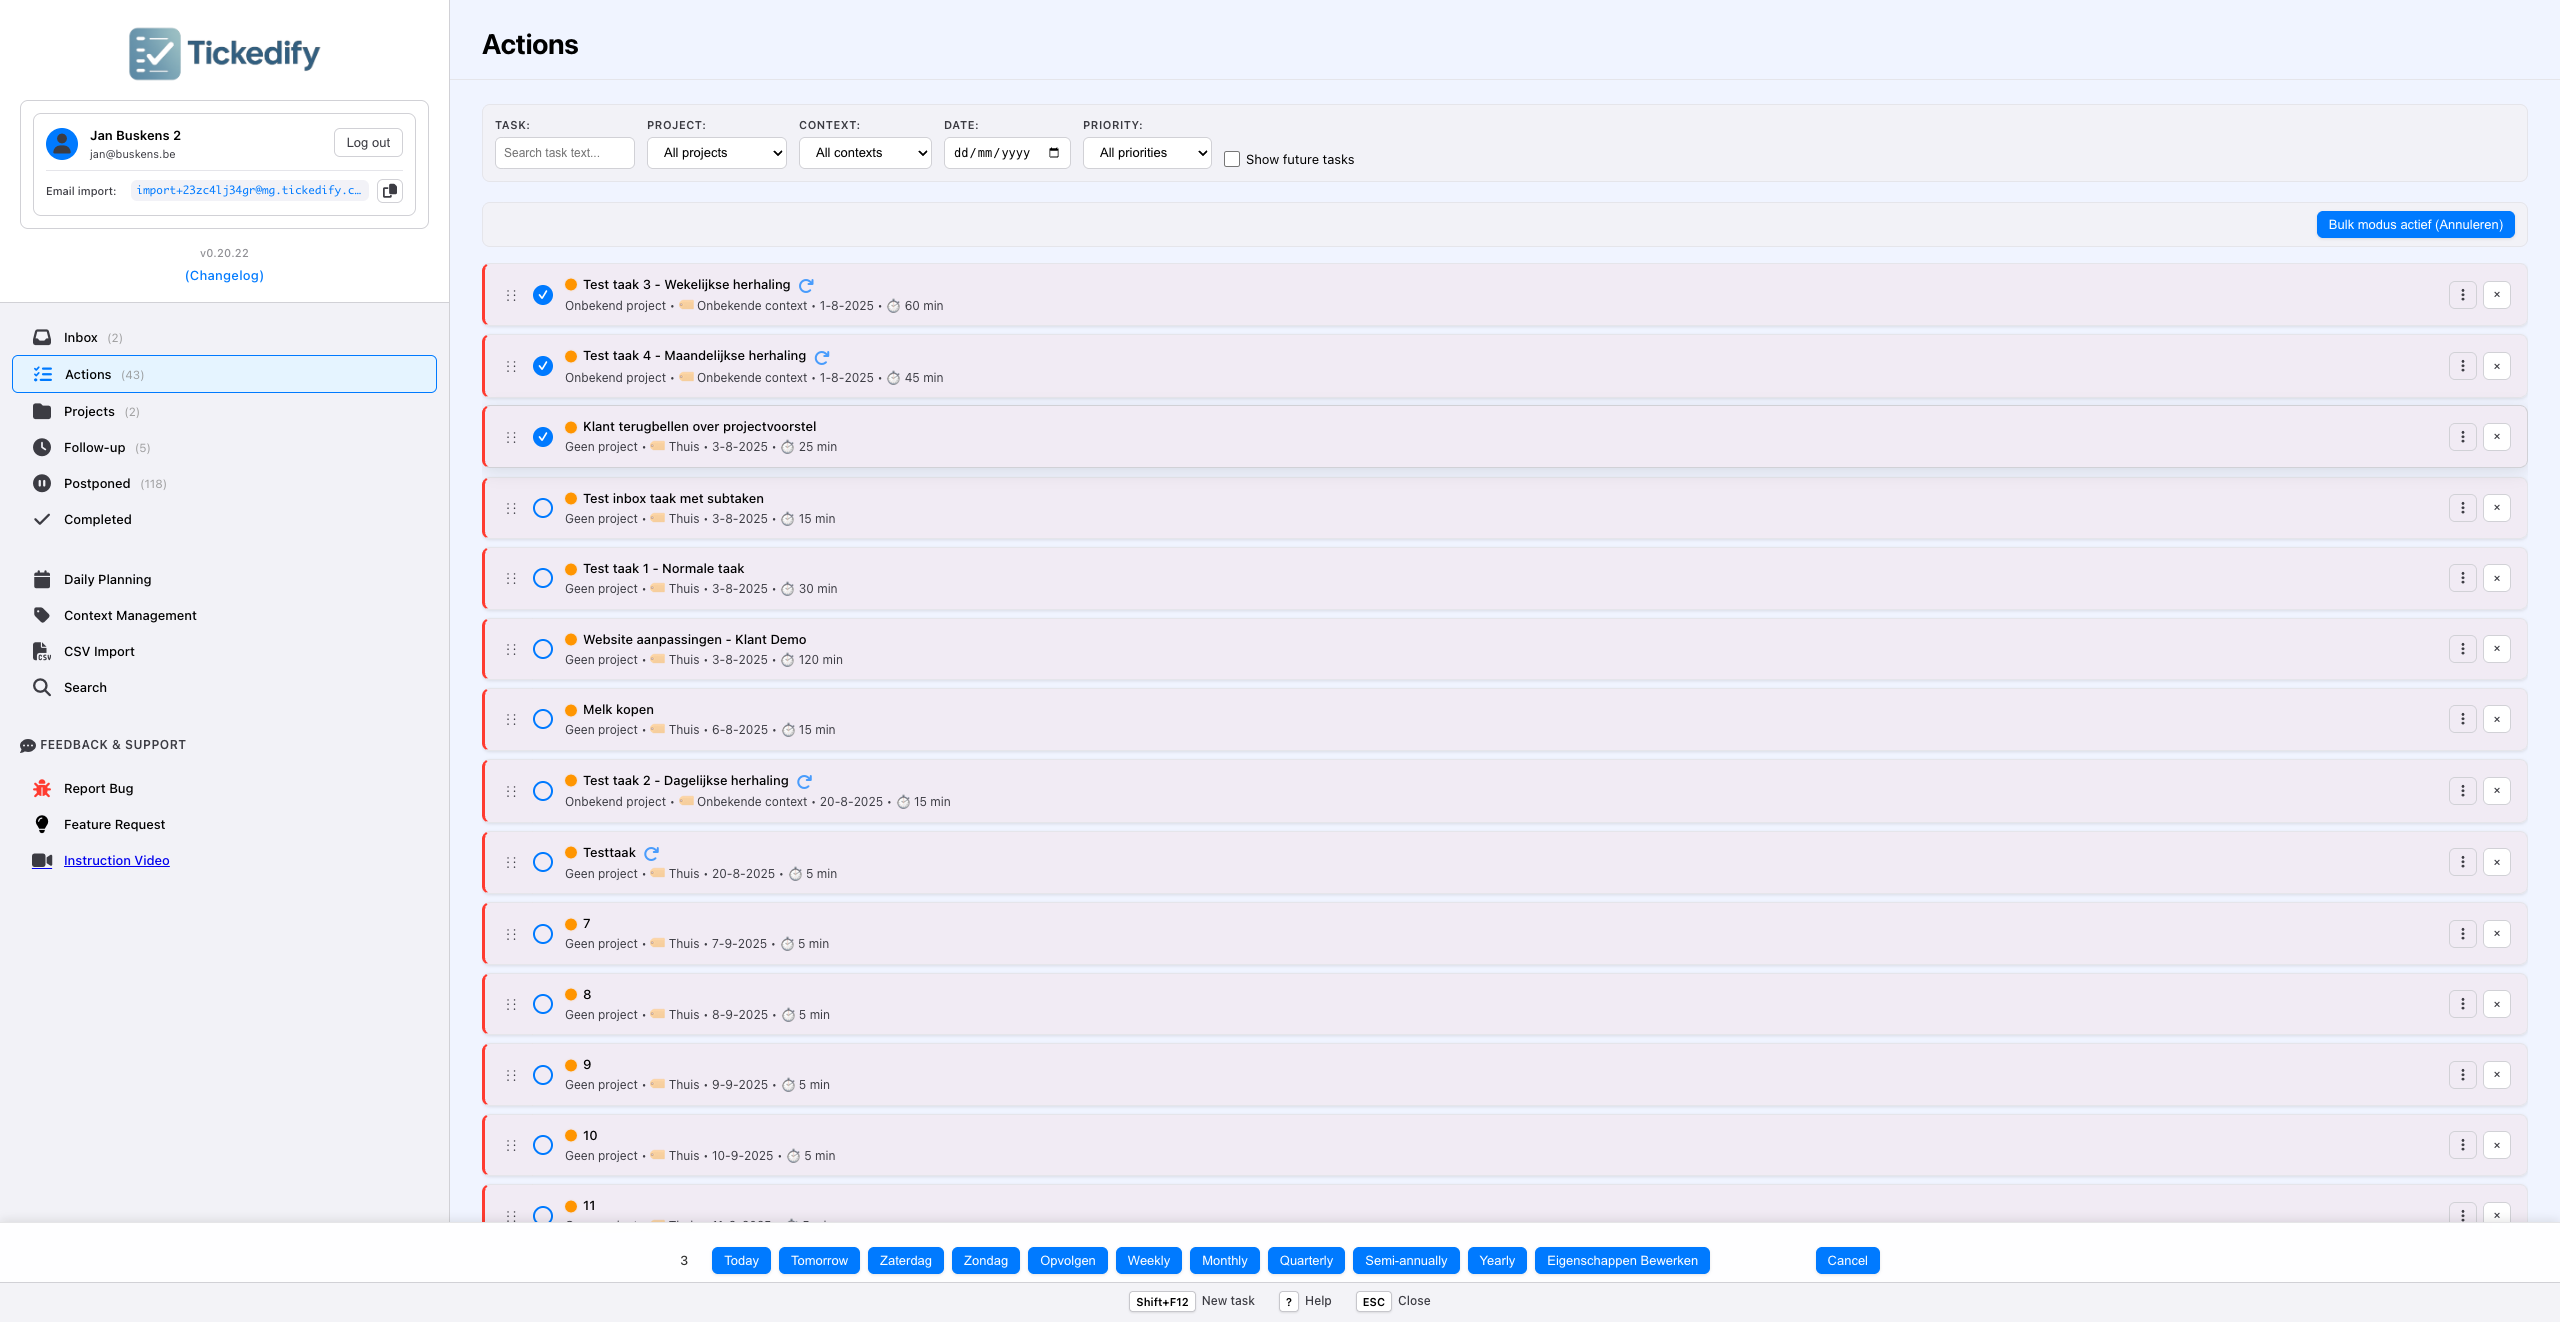 Tickedify
Jan Buskens 2
jan@buskens.be
Log out
Email import: import+23zc4lj34gr@mg.tickedify.c...
v0.20.22
(Changelog)
Inbox (2)
Actions (43)
Projects (2)
Follow-up (5)
Postponed (118)
Completed
Daily Planning
Context Management
CSV Import
Search
FEEDBACK & SUPPORT
Report Bug
Feature Request
Instruction Video
Actions
TASK: PROJECT: CONTEXT: DATE: PRIORITY:
Search task text... All projects All contexts dd/mm/yyyy All priorities Show future tasks
Bulk modus actief (Annuleren)
Test taak 3 - Wekelijkse herhaling
Onbekend project • Onbekende context • 1-8-2025 • 60 min
Test taak 4 - Maandelijkse herhaling
Onbekend project • Onbekende context • 1-8-2025 • 45 min
Klant terugbellen over projectvoorstel
Geen project • Thuis • 3-8-2025 • 25 min
Test inbox taak met subtaken
Geen project • Thuis • 3-8-2025 • 15 min
Test taak 1 - Normale taak
Geen project • Thuis • 3-8-2025 • 30 min
Website aanpassingen - Klant Demo
Geen project • Thuis • 3-8-2025 • 120 min
Melk kopen
Geen project • Thuis • 6-8-2025 • 15 min
Test taak 2 - Dagelijkse herhaling
Onbekend project • Onbekende context • 20-8-2025 • 15 min
Testtaak
Geen project • Thuis • 20-8-2025 • 5 min
7
Geen project • Thuis • 7-9-2025 • 5 min
8
Geen project • Thuis • 8-9-2025 • 5 min
9
Geen project • Thuis • 9-9-2025 • 5 min
10
Geen project • Thuis • 10-9-2025 • 5 min
11
3 Today Tomorrow Zaterdag Zondag Opvolgen Weekly Monthly Quarterly Semi-annually Yearly Eigenschappen Bewerken Cancel
Shift+F12 New task ? Help ESC Close